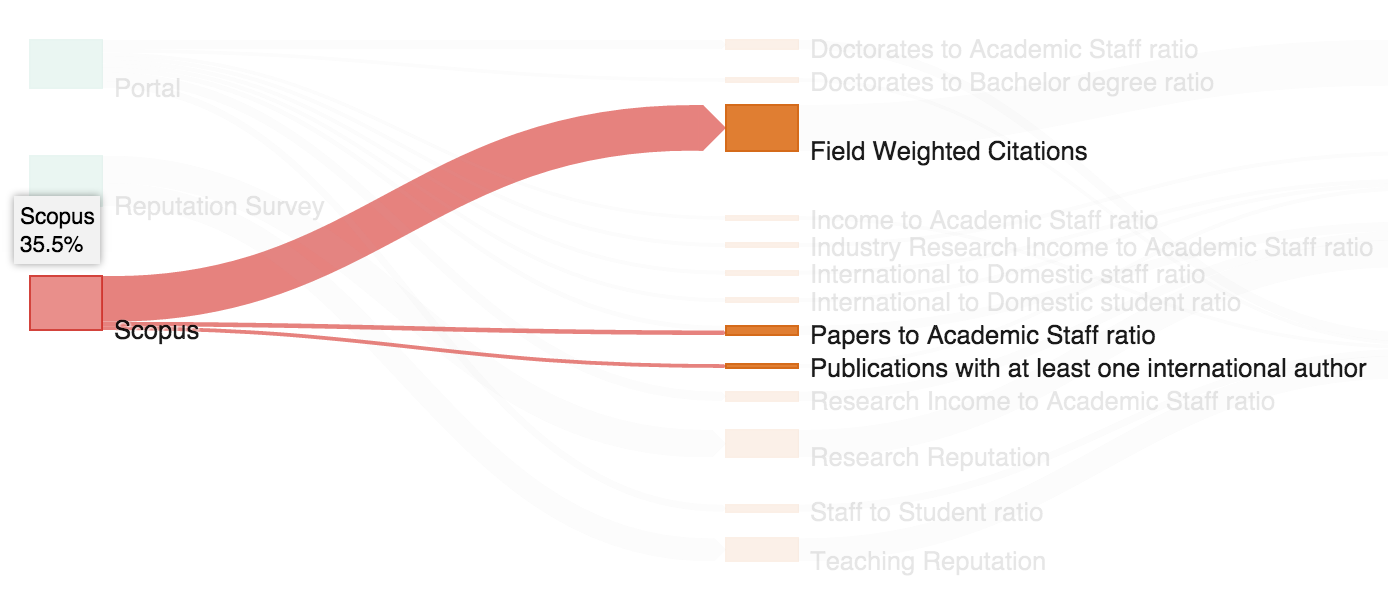 Portal
Reputation Survey
Scopus
35.5%
Scopus
Doctorates to Academic Staff ratio
Doctorates to Bachelor degree ratio
Field Weighted Citations
Income to Academic Staff ratio
Industry Research Income to Academic Staff ratio
International to Domestic staff ratio
International to Domestic student ratio
Papers to Academic Staff ratio
Publications with at least one international author
Research Income to Academic Staff ratio
Research Reputation
Staff to Student ratio
Teaching Reputation